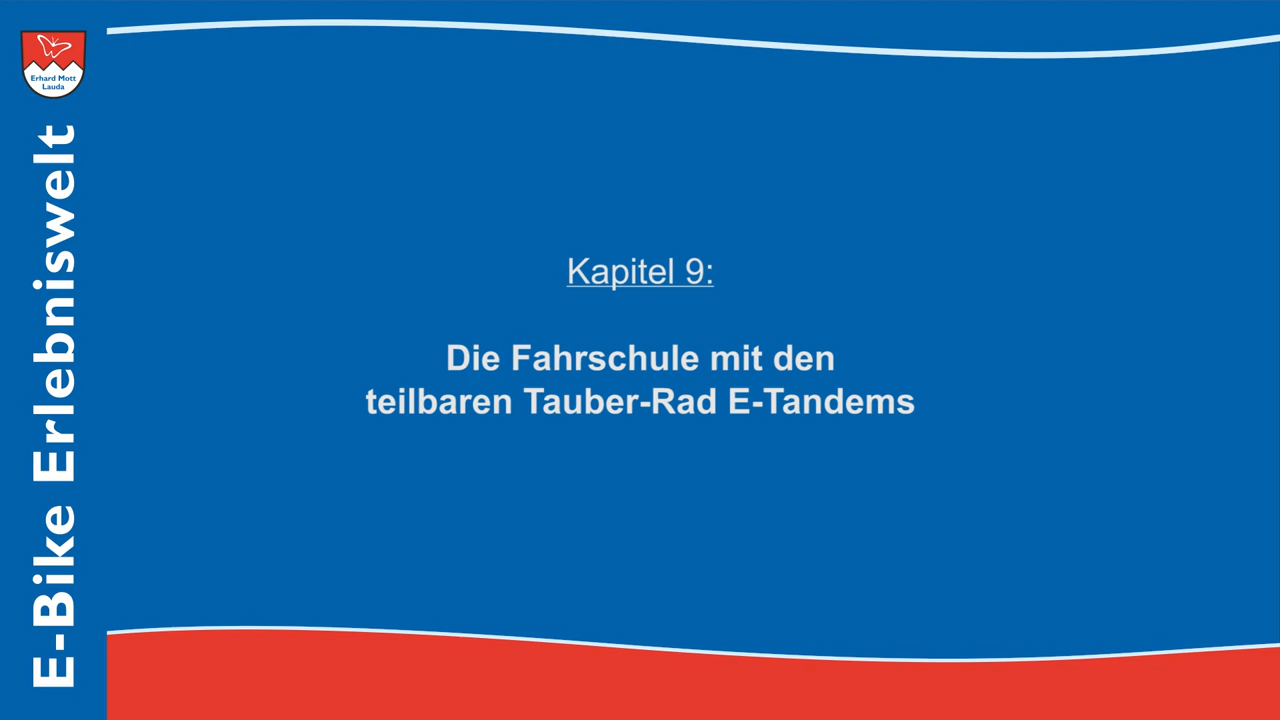 Erhard Mott
Lauda
E-Bike Erlebniswelt
Kapitel 9:
Die Fahrschule mit den
teilbaren Tauber-Rad E-Tandems